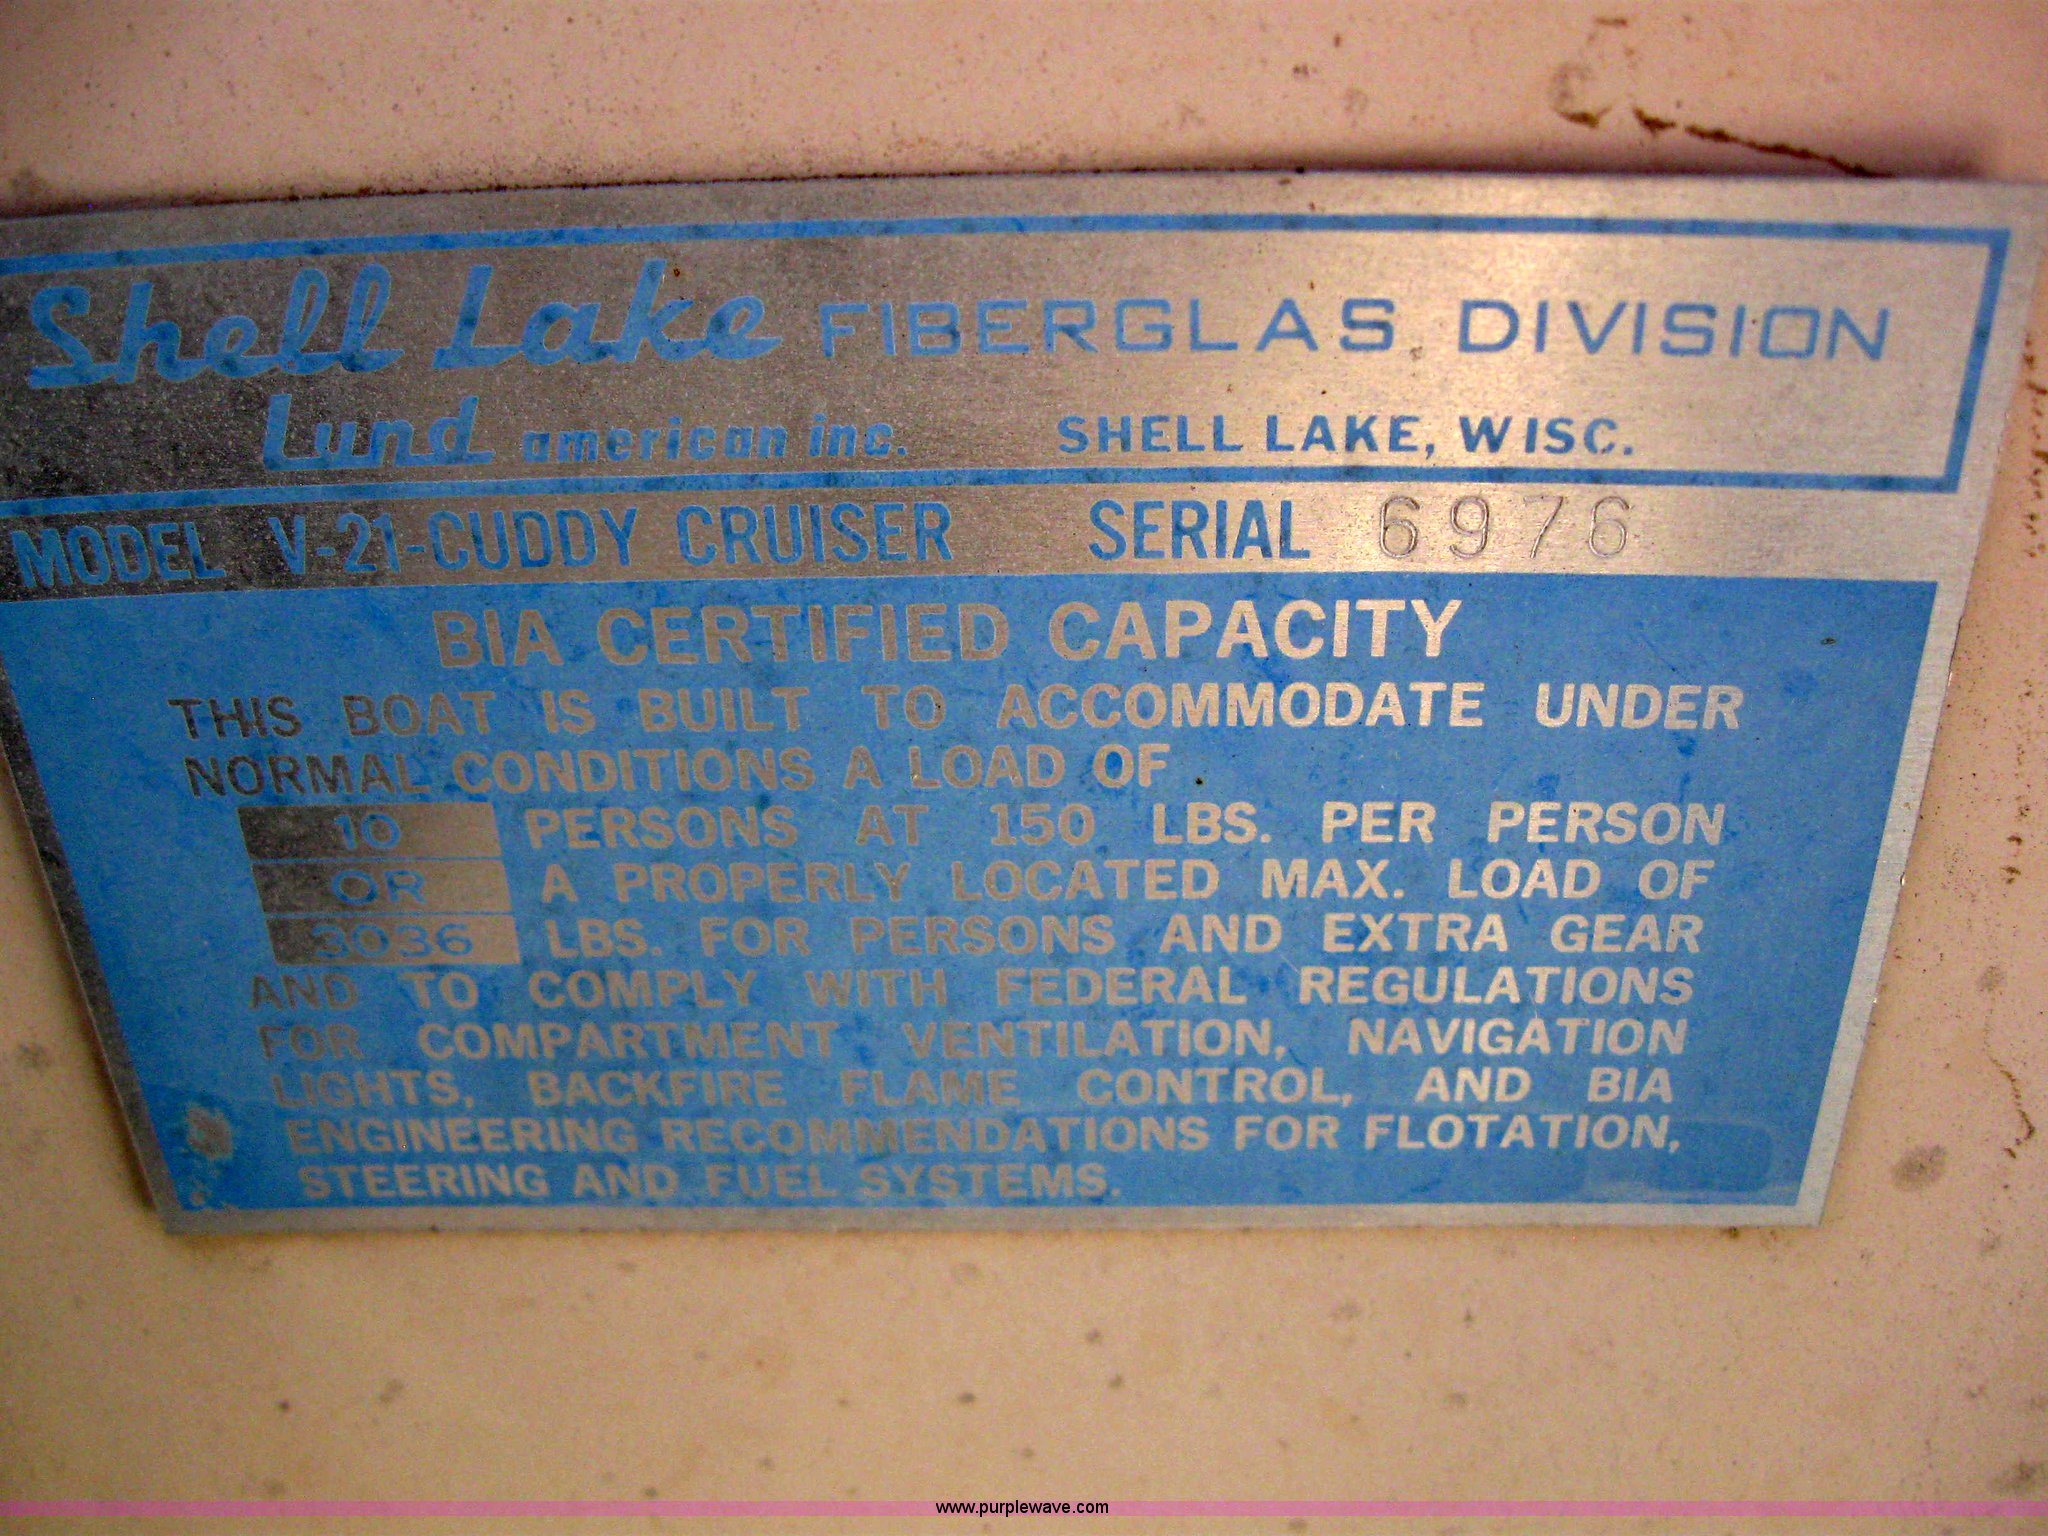 Shell Lake FIBERGLAS DIVISION
Lund american inc. SHELL LAKE, WISC.
MODEL V-21-CUDDY CRUISER SERIAL 6976
BIA CERTIFIED CAPACITY
THIS BOAT IS BUILT TO ACCOMMODATE UNDER
NORMAL CONDITIONS A LOAD OF
10 PERSONS AT 150 LBS. PER PERSON
OR A PROPERLY LOCATED MAX. LOAD OF
3036 LBS. FOR PERSONS AND EXTRA GEAR
AND TO COMPLY WITH FEDERAL REGULATIONS
FOR COMPARTMENT VENTILATION, NAVIGATION
LIGHTS, BACKFIRE FLAME CONTROL, AND BIA
ENGINEERING RECOMMENDATIONS FOR FLOTATION,
STEERING AND FUEL SYSTEMS.
www.purplewave.com